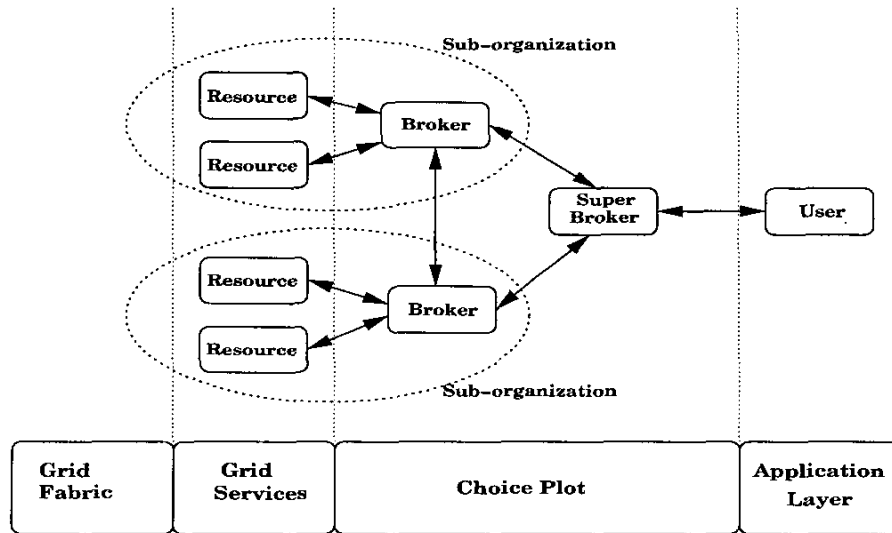 Sub-organization
Resource
Broker
Resource
Super
Broker
User
Resource
Broker
Resource
Sub-organization
Grid
Fabric
Grid
Services
Choice Plot
Application
Layer